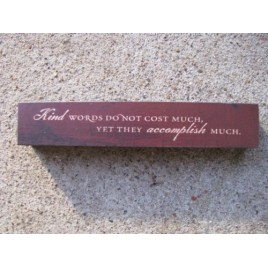 Kind WORDS DO NOT COST MUCH,
YET THEY accomplish MUCH.